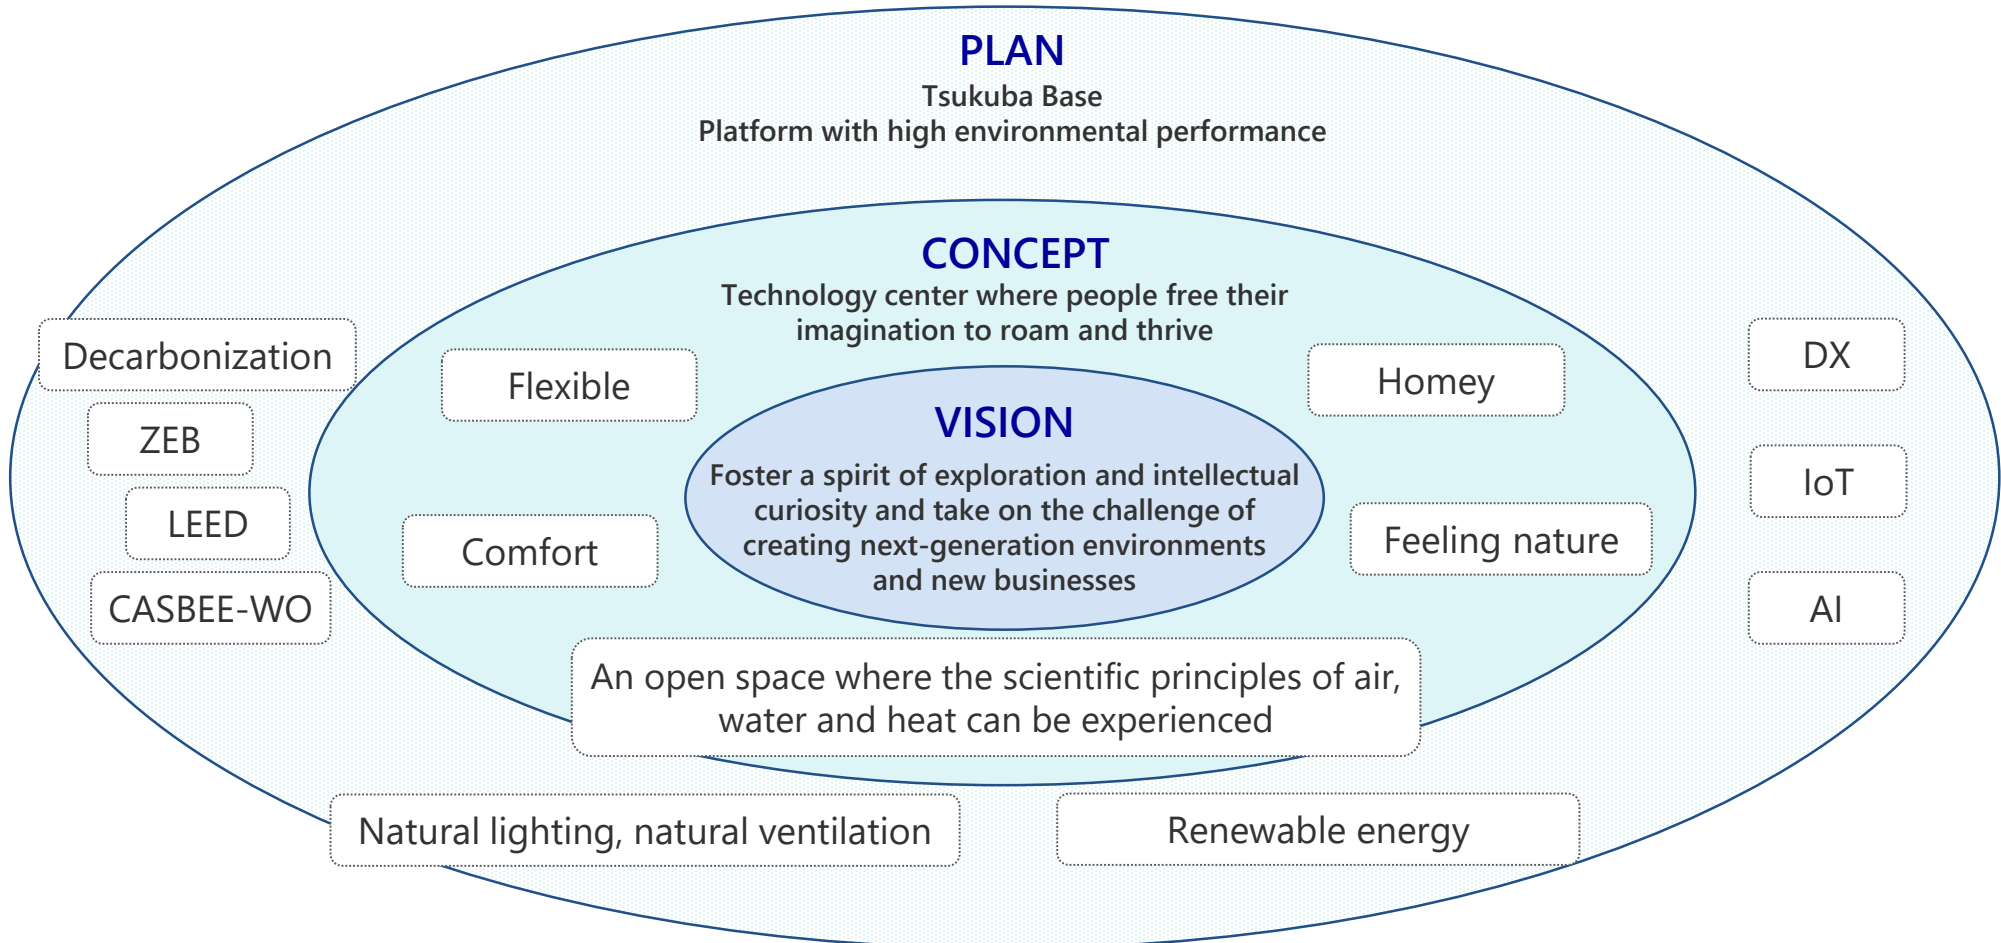 PLAN
Tsukuba Base
Platform with high environmental performance
CONCEPT
Technology center where people free their
imagination to roam and thrive
Decarbonization
ZEB
LEED
CASBEE-WO
Flexible
Comfort
VISION
Foster a spirit of exploration and intellectual
curiosity and take on the challenge of
creating next-generation environments
and new businesses
Homey
Feeling nature
DX
IoT
AI
An open space where the scientific principles of air,
water and heat can be experienced
Natural lighting, natural ventilation
Renewable energy